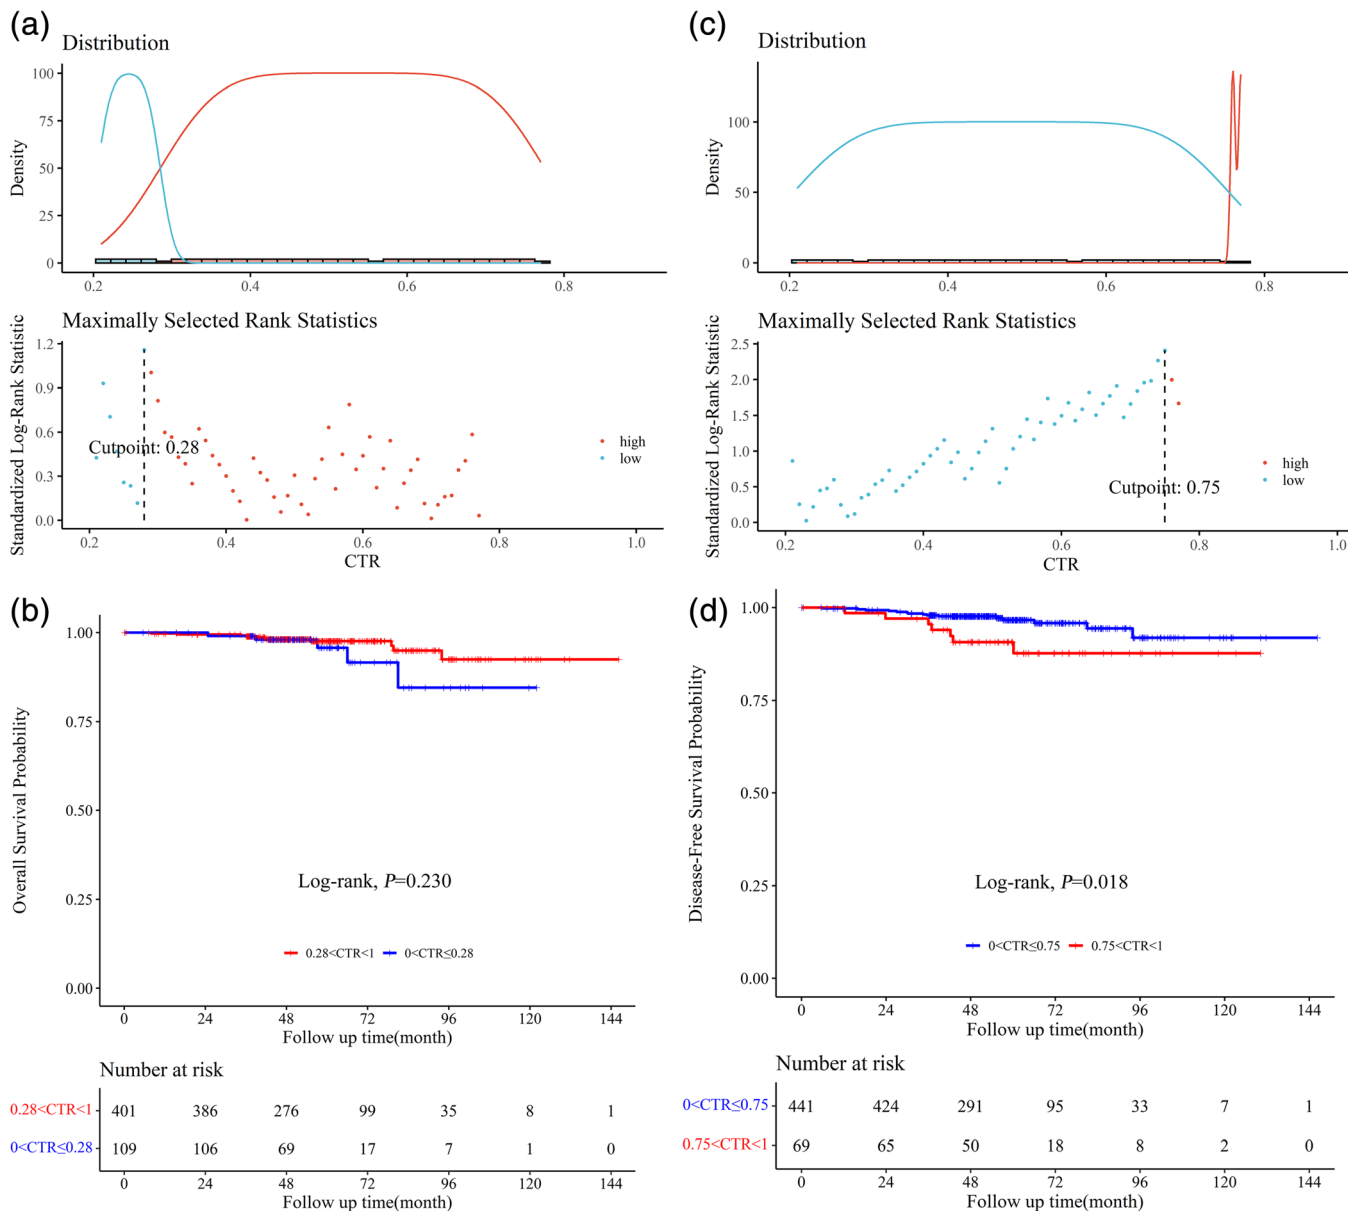 (a)
Distribution
Density
100
75
50
25
0
0.2 0.4 0.6 0.8
Maximally Selected Rank Statistics
Standardized Log-Rank Statistic
1.2
0.9
0.6
0.3
0.0
Cutpoint: 0.28
high
low
0.2 0.4 0.6 0.8 1.0
CTR
(c)
Distribution
Density
100
50
0
0.2 0.4 0.6 0.8
Maximally Selected Rank Statistics
Standardized Log-Rank Statistic
2.5
2.0
1.5
1.0
0.5
0.0
Cutpoint: 0.75
high
low
0.2 0.4 0.6 0.8 1.0
CTR
(b)
Overall Survival Probability
1.00
0.75
0.50
0.25
0.00
Log-rank, P=0.230
0.28<CTR<1 0<CTR≤0.28
0 24 48 72 96 120 144
Follow up time(month)
Number at risk
0.28<CTR<1 401 386 276 99 35 8 1
0<CTR≤0.28 109 106 69 17 7 1 0
0 24 48 72 96 120 144
Follow up time(month)
(d)
Disease-Free Survival Probability
1.00
0.75
0.50
0.25
0.00
Log-rank, P=0.018
0<CTR≤0.75 0.75<CTR<1
0 24 48 72 96 120 144
Follow up time(month)
Number at risk
0<CTR≤0.75 441 424 291 95 33 7 1
0.75<CTR<1 69 65 50 18 8 2 0
0 24 48 72 96 120 144
Follow up time(month)